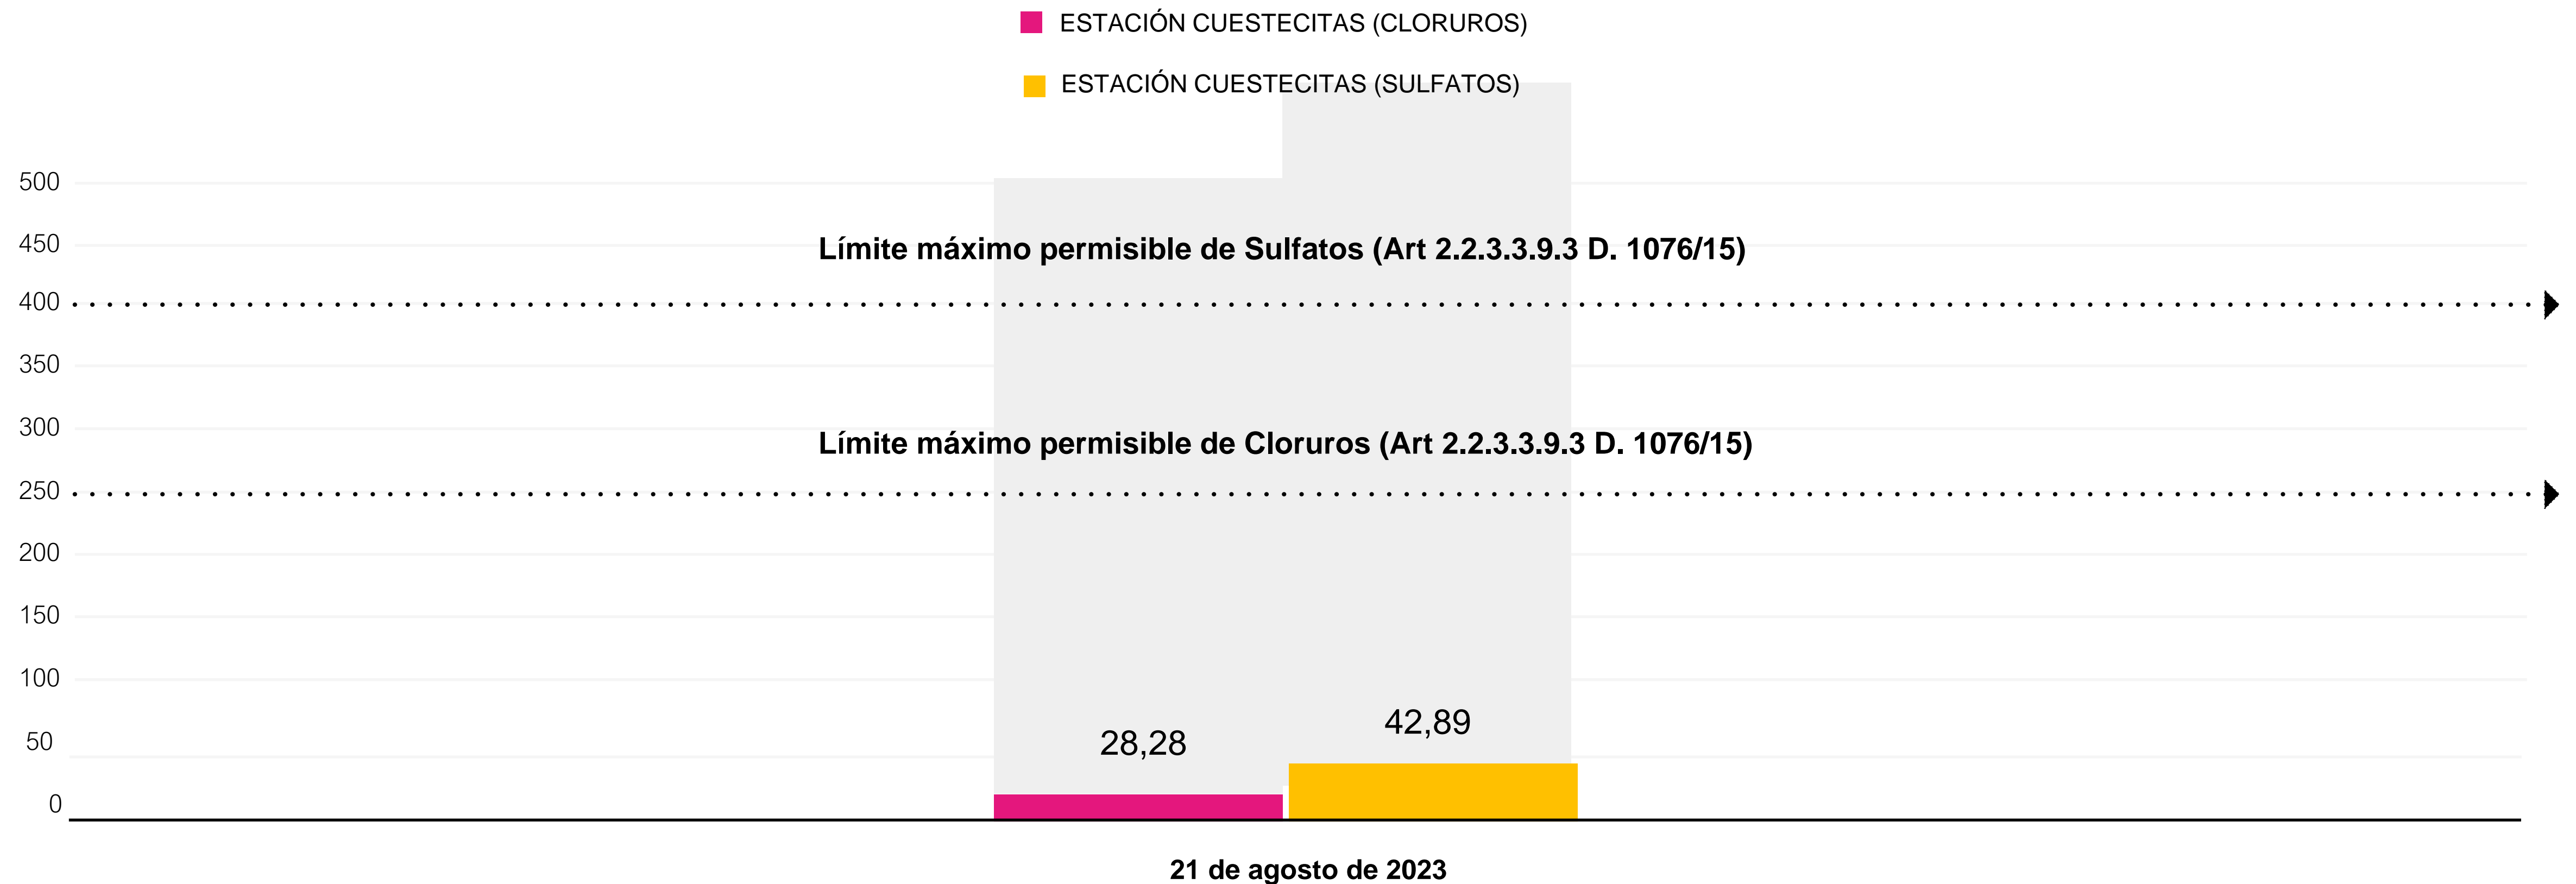 ESTACIÓN CUESTECITAS (CLORUROS)
ESTACIÓN CUESTECITAS (SULFATOS)
500
450
Límite máximo permisible de Sulfatos (Art 2.2.3.3.9.3 D. 1076/15)
400
350
300
Límite máximo permisible de Cloruros (Art 2.2.3.3.9.3 D. 1076/15)
250
200
150
100
50
28,28
42,89
0
21 de agosto de 2023